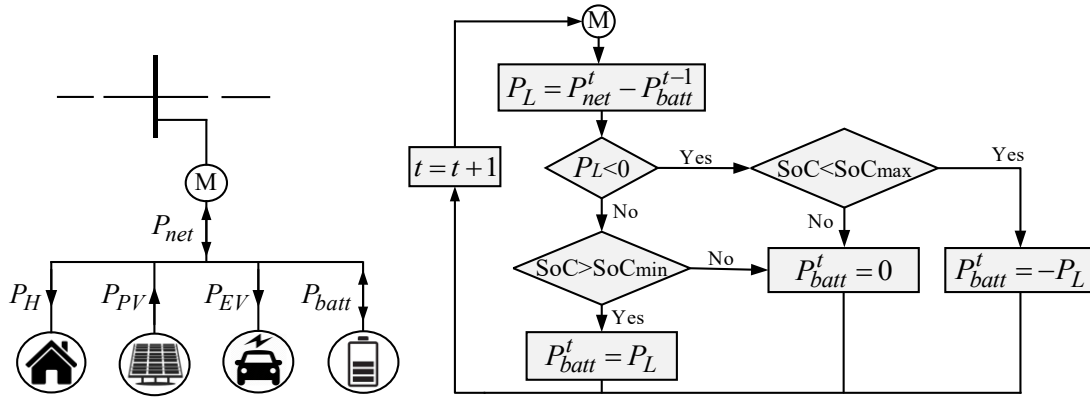 M
P_net
P_H
P_PV
P_EV
P_batt
M
P_L = P_net^t − P_batt^{t−1}
t = t + 1
P_L<0
Yes
SoC<SoCmax
Yes
No
No
SoC>SoCmin
No
P_batt^t = 0
P_batt^t = −P_L
Yes
P_batt^t = P_L